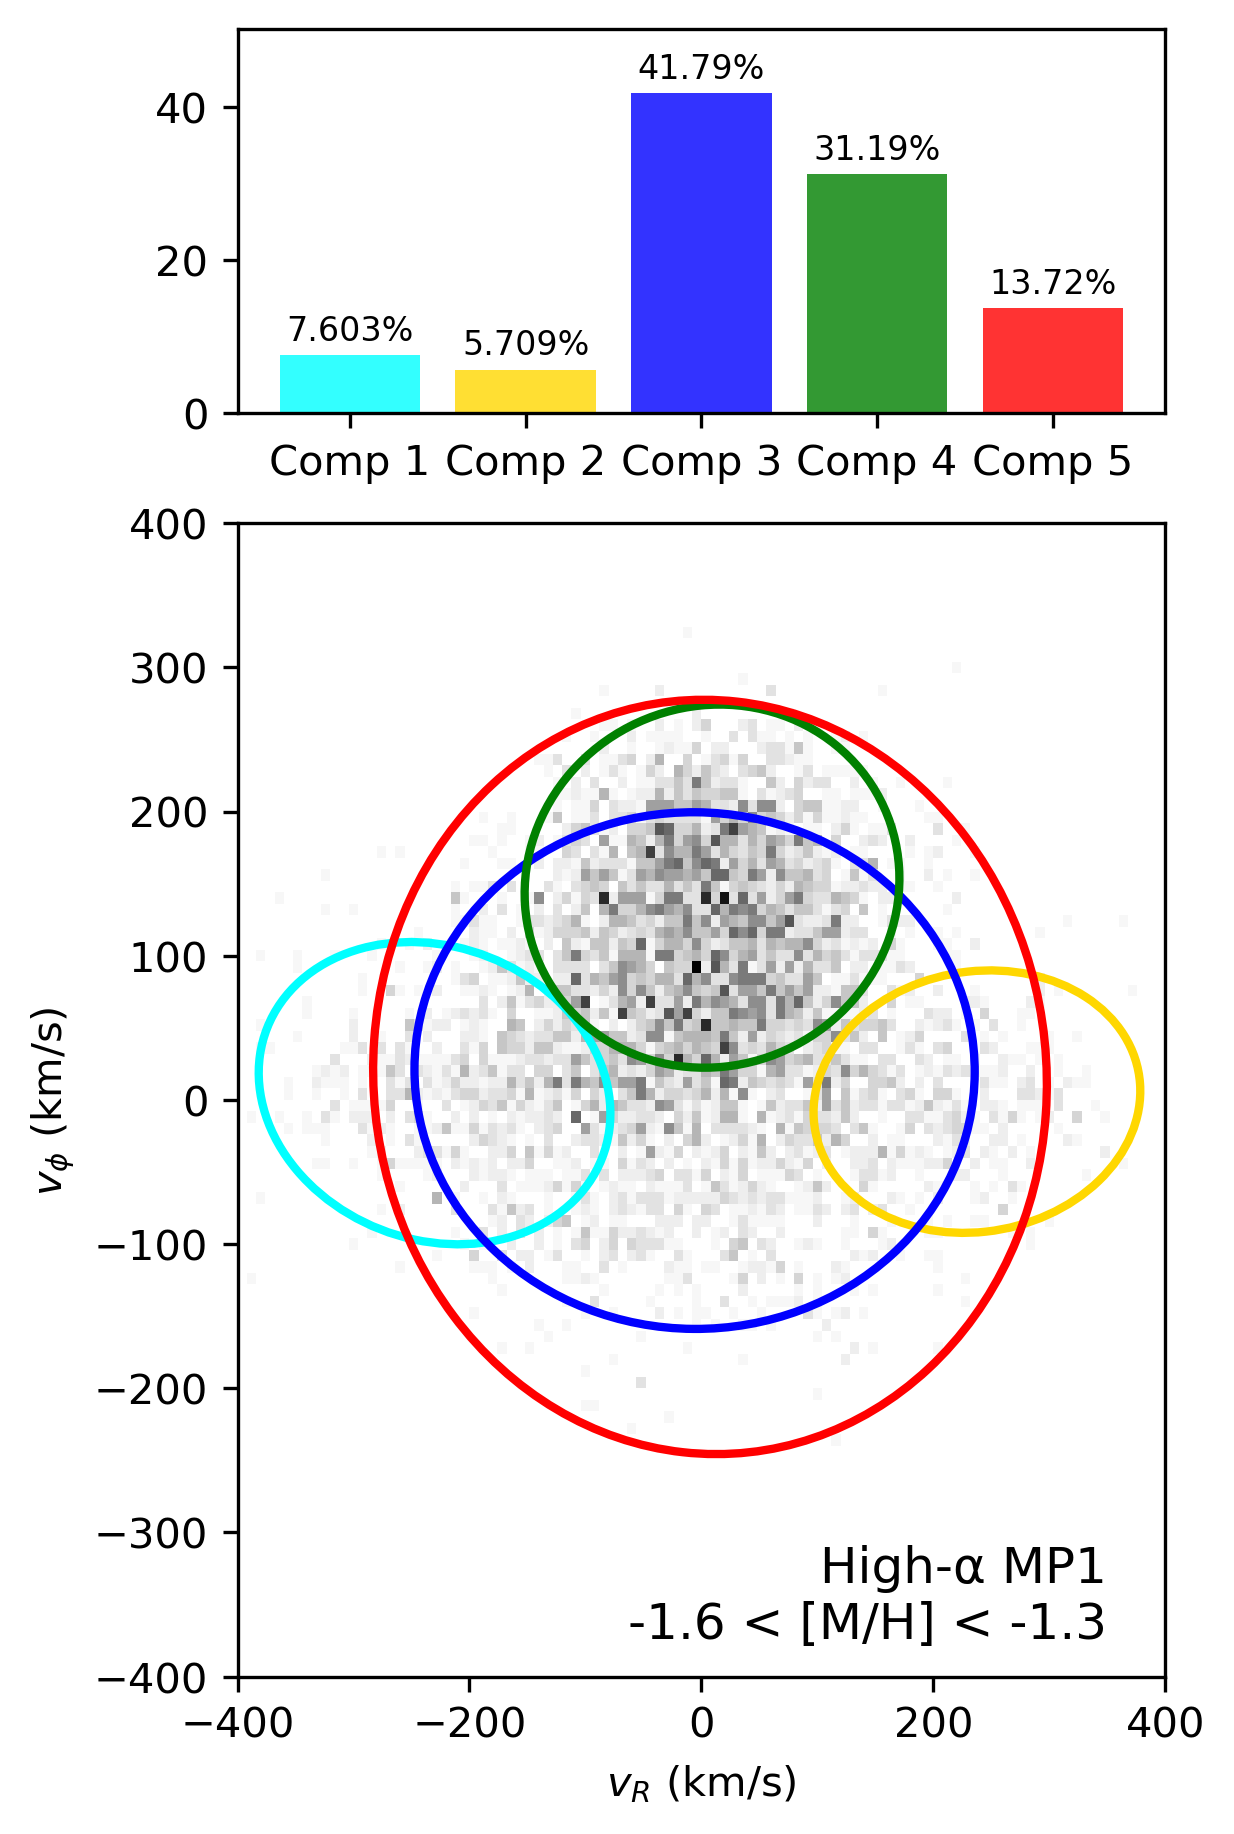 41.79%
31.19%
13.72%
7.603%
5.709%
40
20
0
Comp 1 Comp 2 Comp 3 Comp 4 Comp 5
400
300
200
100
0
−100
−200
−300
−400
v_ϕ (km/s)
High-α MP1
-1.6 < [M/H] < -1.3
−400 −200 0 200 400
v_R (km/s)